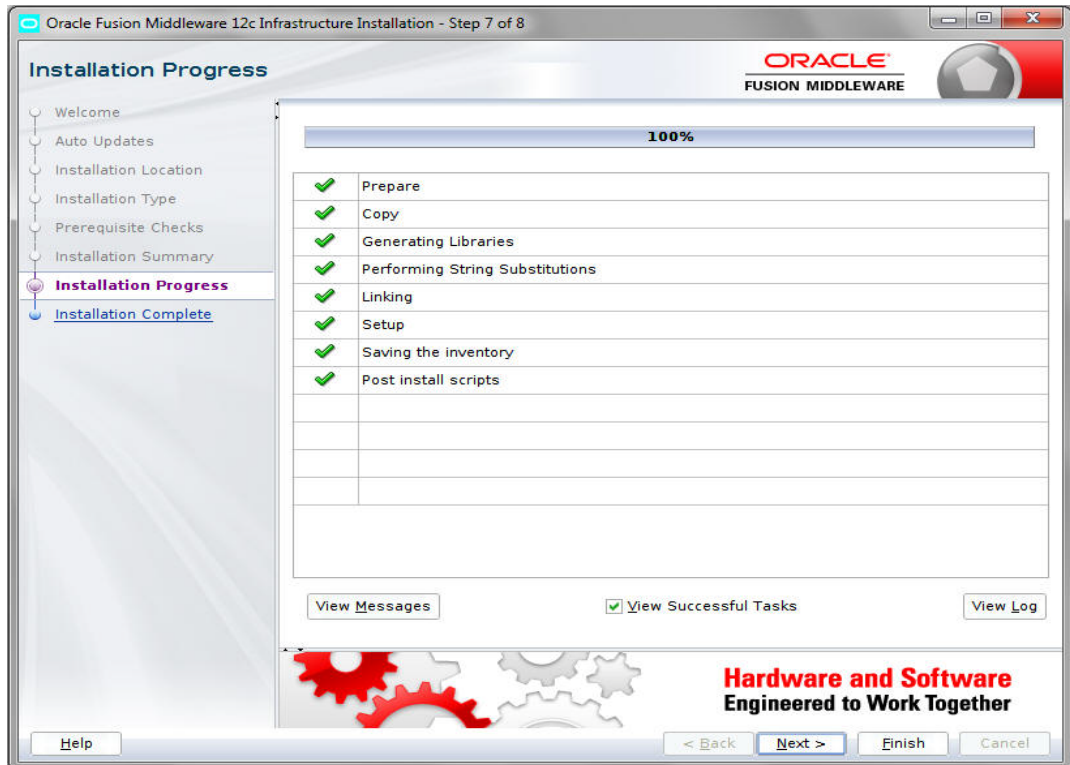 Oracle Fusion Middleware 12c Infrastructure Installation - Step 7 of 8
Installation Progress
ORACLE
FUSION MIDDLEWARE
Welcome
Auto Updates
Installation Location
Installation Type
Prerequisite Checks
Installation Summary
Installation Progress
Installation Complete
100%
Prepare
Copy
Generating Libraries
Performing String Substitutions
Linking
Setup
Saving the inventory
Post install scripts
View Messages
View Successful Tasks
View Log
Hardware and Software
Engineered to Work Together
Help
< Back
Next >
Finish
Cancel